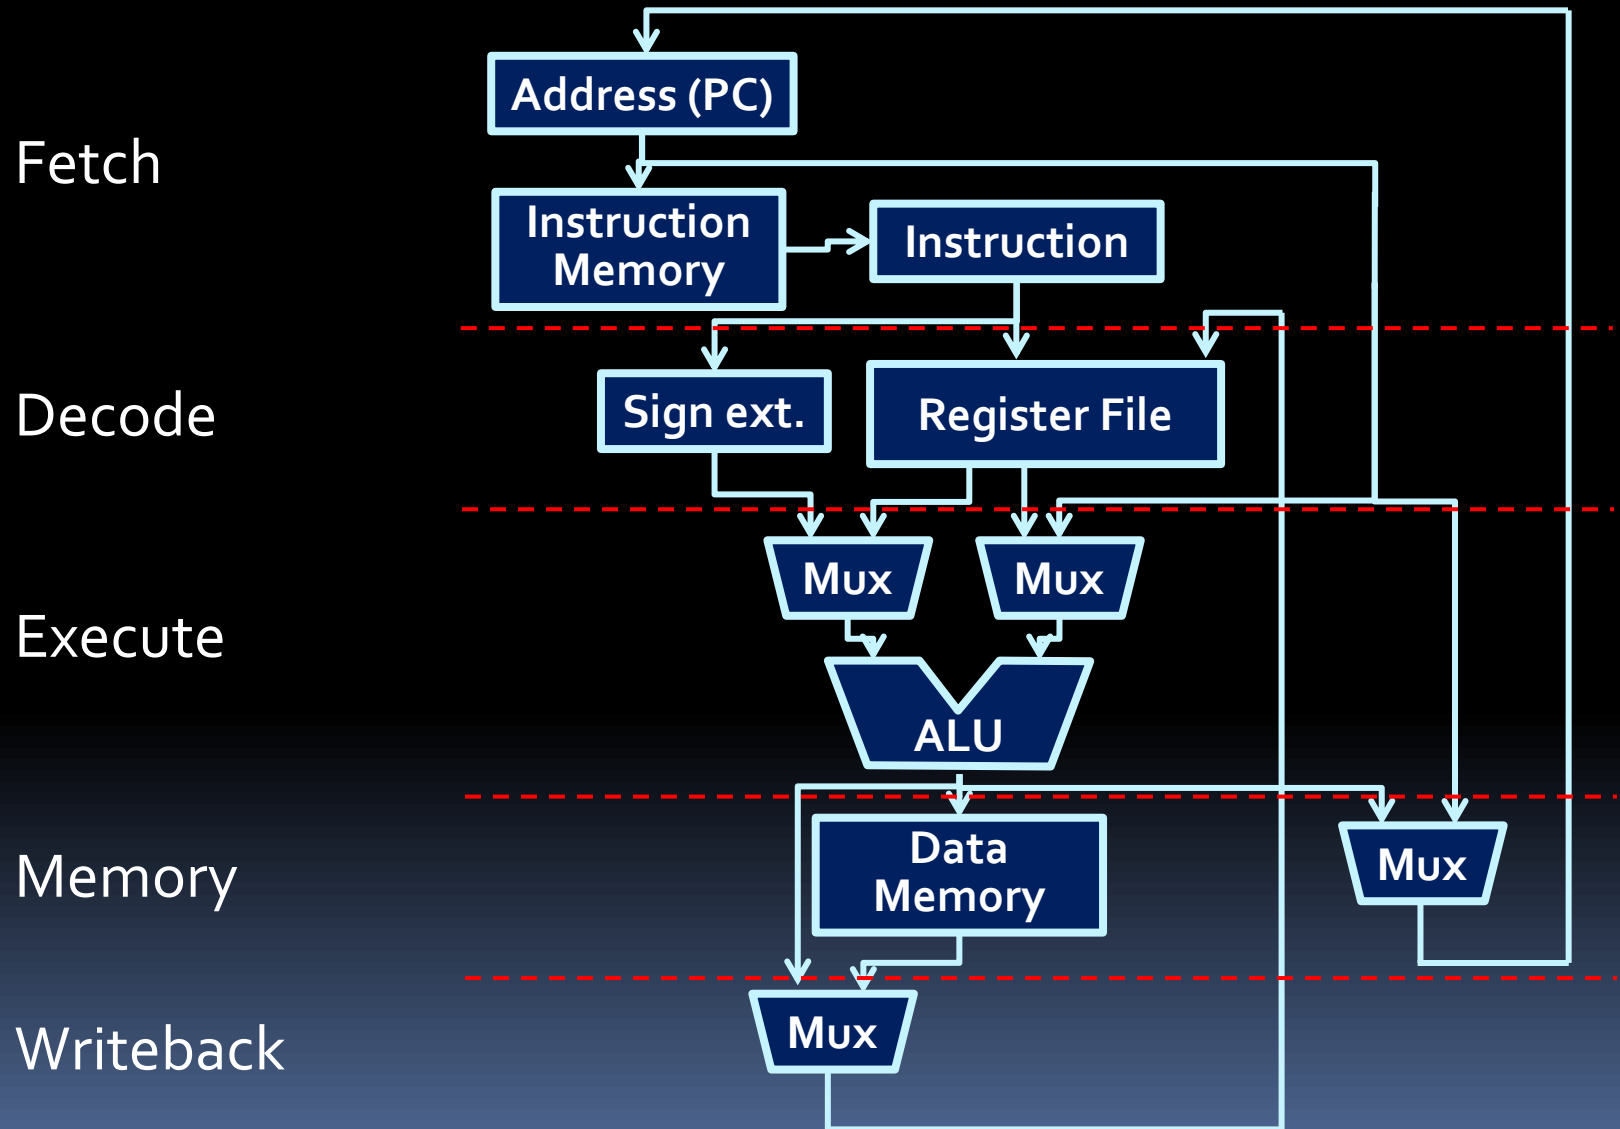 Address (PC)
Fetch
Instruction
Memory
Instruction
Decode
Sign ext.
Register File
Mux
Mux
Execute
ALU
Memory
Data
Memory
Mux
Writeback
Mux